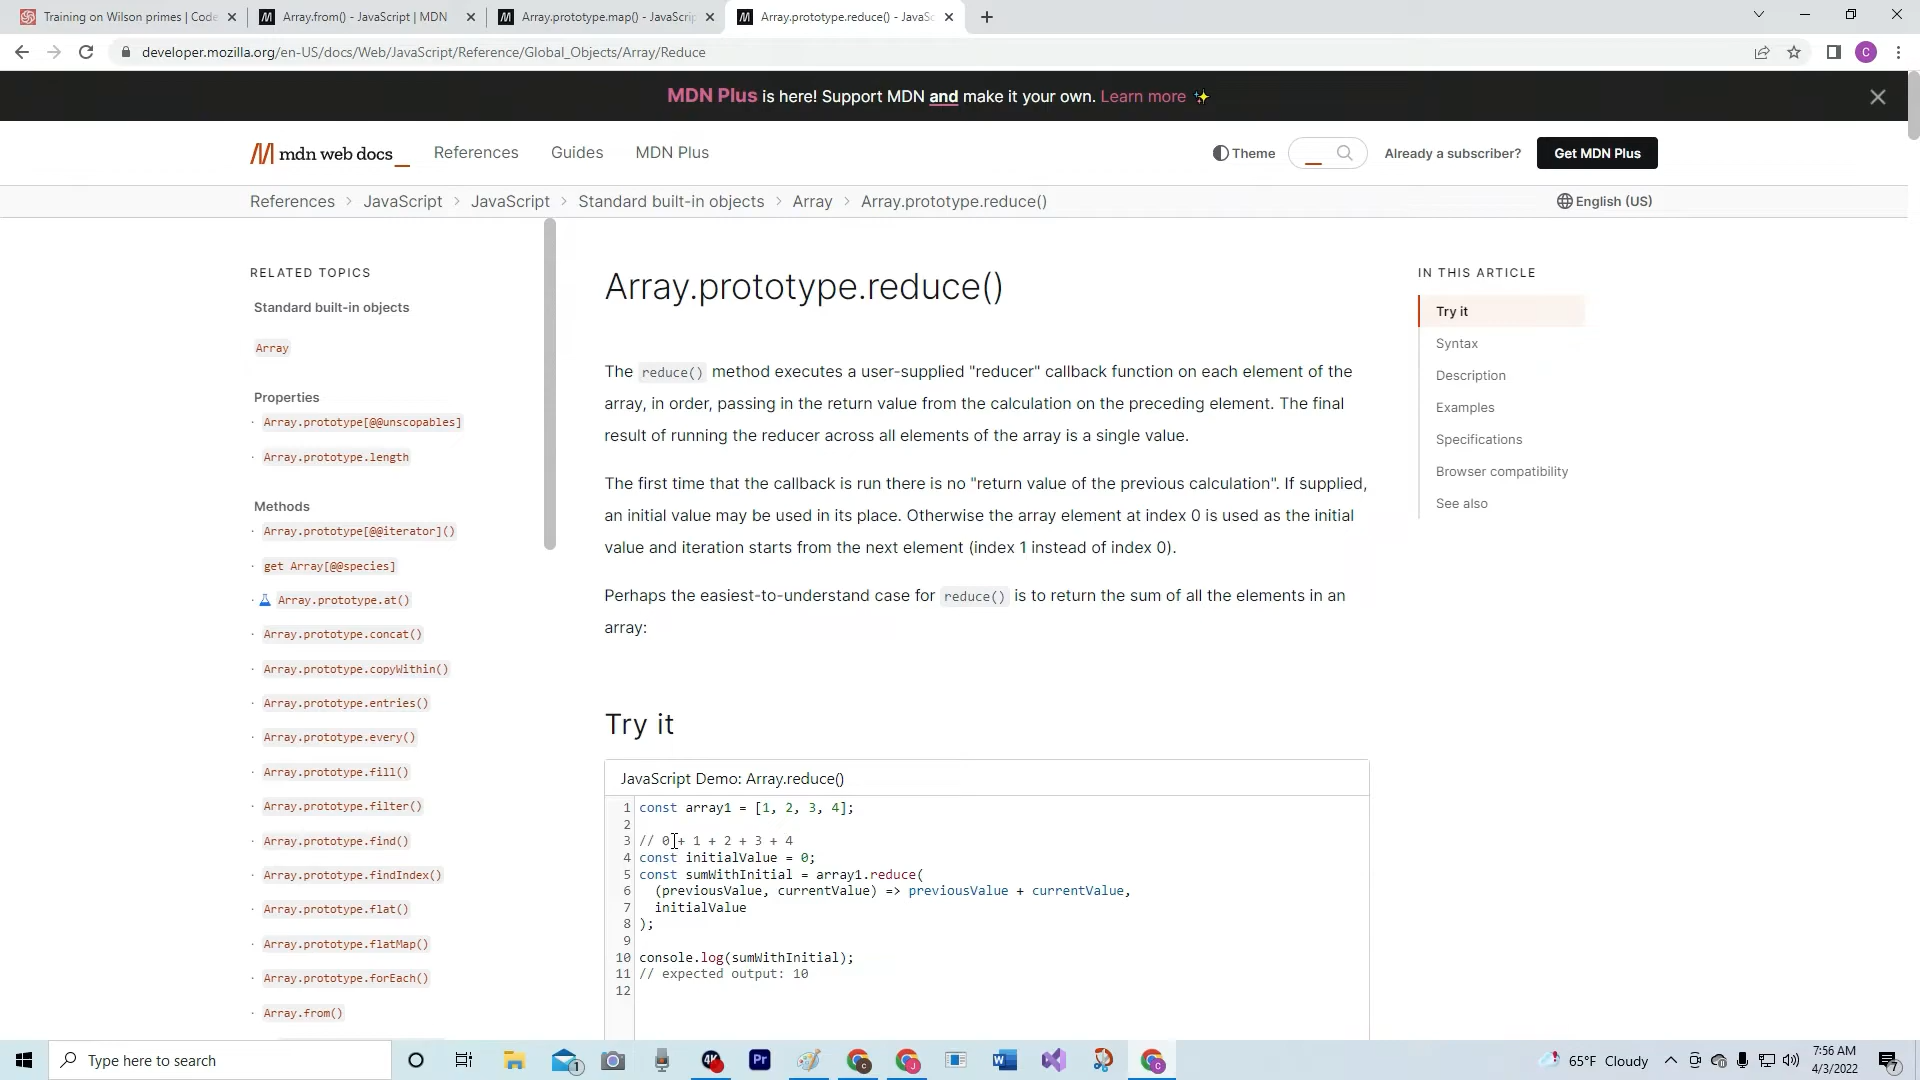 Training on Wilson primes | Code
Array.from() - JavaScript | MDN
Array.prototype.map() - JavaScrip
Array.prototype.reduce() - JavaSc
developer.mozilla.org/en-US/docs/Web/JavaScript/Reference/Global_Objects/Array/Reduce
C
MDN Plus is here! Support MDN and make it your own. Learn more ✨
mdn web docs_
References
Guides
MDN Plus
Theme
Already a subscriber?
Get MDN Plus
References > JavaScript > JavaScript > Standard built-in objects > Array > Array.prototype.reduce()
English (US)
RELATED TOPICS
Standard built-in objects
Array
Properties
Array.prototype[@@unscopables]
Array.prototype.length
Methods
Array.prototype[@@iterator]()
get Array[@@species]
Array.prototype.at()
Array.prototype.concat()
Array.prototype.copyWithin()
Array.prototype.entries()
Array.prototype.every()
Array.prototype.fill()
Array.prototype.filter()
Array.prototype.find()
Array.prototype.findIndex()
Array.prototype.flat()
Array.prototype.flatMap()
Array.prototype.forEach()
Array.from()
Array.prototype.reduce()
The reduce() method executes a user-supplied "reducer" callback function on each element of the
array, in order, passing in the return value from the calculation on the preceding element. The final
result of running the reducer across all elements of the array is a single value.
The first time that the callback is run there is no "return value of the previous calculation". If supplied,
an initial value may be used in its place. Otherwise the array element at index 0 is used as the initial
value and iteration starts from the next element (index 1 instead of index 0).
Perhaps the easiest-to-understand case for reduce() is to return the sum of all the elements in an
array:
Try it
JavaScript Demo: Array.reduce()
1 const array1 = [1, 2, 3, 4];
2
3 // 0 + 1 + 2 + 3 + 4
4 const initialValue = 0;
5 const sumWithInitial = array1.reduce(
6 (previousValue, currentValue) => previousValue + currentValue,
7 initialValue
8 );
9
10 console.log(sumWithInitial);
11 // expected output: 10
12
IN THIS ARTICLE
Try it
Syntax
Description
Examples
Specifications
Browser compatibility
See also
Type here to search
1
4K
Pr
65°F Cloudy
7:56 AM
4/3/2022
7